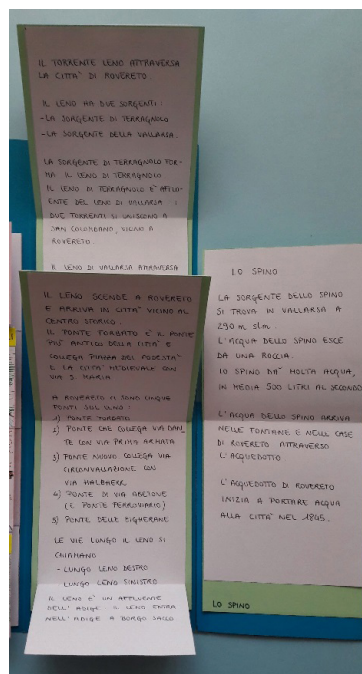 IL TORRENTE LENO ATTRAVERSA
LA CITTA' DI ROVERETO.
IL LENO HA DUE SORGENTI:
- LA SORGENTE DI TERRAGNOLO
- LA SORGENTE DELLA VALLARSA.
LA SORGENTE DI TERRAGNOLO FOR-
MA IL LENO DI TERRAGNOLO
IL LENO DI TERRAGNOLO E' AFFLU-
ENTE DEL LENO DI VALLARSA. I
DUE TORRENTI SI UNISCONO A
SAN COLOMBANO, VICINO A
ROVERETO.
IL LENO DI VALLARSA ATTRAVERSA
IL LENO SCENDE A ROVERETO
E ARRIVA IN CITTA' VICINO AL
CENTRO STORICO.
IL PONTE FORBATO E' IL PONTE
PIU' ANTICO DELLA CITTA' E
COLLEGA PIAZZA DEL PODESTA'
E LA CITTA' MEDIEVALE CON
VIA S. MARIA.
A ROVERETO CI SONO CINQUE
PONTI SUL LENO:
1) PONTE FORBATO
2) PONTE CHE COLLEGA VIA DAN_
TE CON VIA PRIMA ARMATA
3) PONTE NUOVO COLLEGA VIA
CIRCONVALLAZIONE CON
VIA HALBHERR
4) PONTE DI VIA ABETONE
(E PONTE FERROVIARIO)
5) PONTE DELLE ZIGHERANE
LE VIE LUNGO IL LENO SI
CHIAMANO
- LUNGO LENO DESTRO
LUNGO LENO SINISTRO
IL LENO E' UN AFFLUENTE
DELL'ADIGE. IL LENO ENTRA
NELL'ADIGE A BORGO SACCO
LO SPINO
LA SORGENTE DELLO SPINO
SI TROVA IN VALLARSA A
290 m slm.
L'ACQUA DELLO SPINO ESCE
DA UNA ROCCIA.
LO SPINO DA' MOLTA ACQUA,
IN MEDIA 500 LITRI AL SECONDO
L'ACQUA DELLO SPINO ARRIVA
NELLE FONTANE E NELLE CASE
DI ROVERETO ATTRAVERSO
L'ACQUEDOTTO.
L'ACQUEDOTTO DI ROVERETO
INIZIA A PORTARE ACQUA
ALLA CITTA' NEL 1845.
LO SPINO